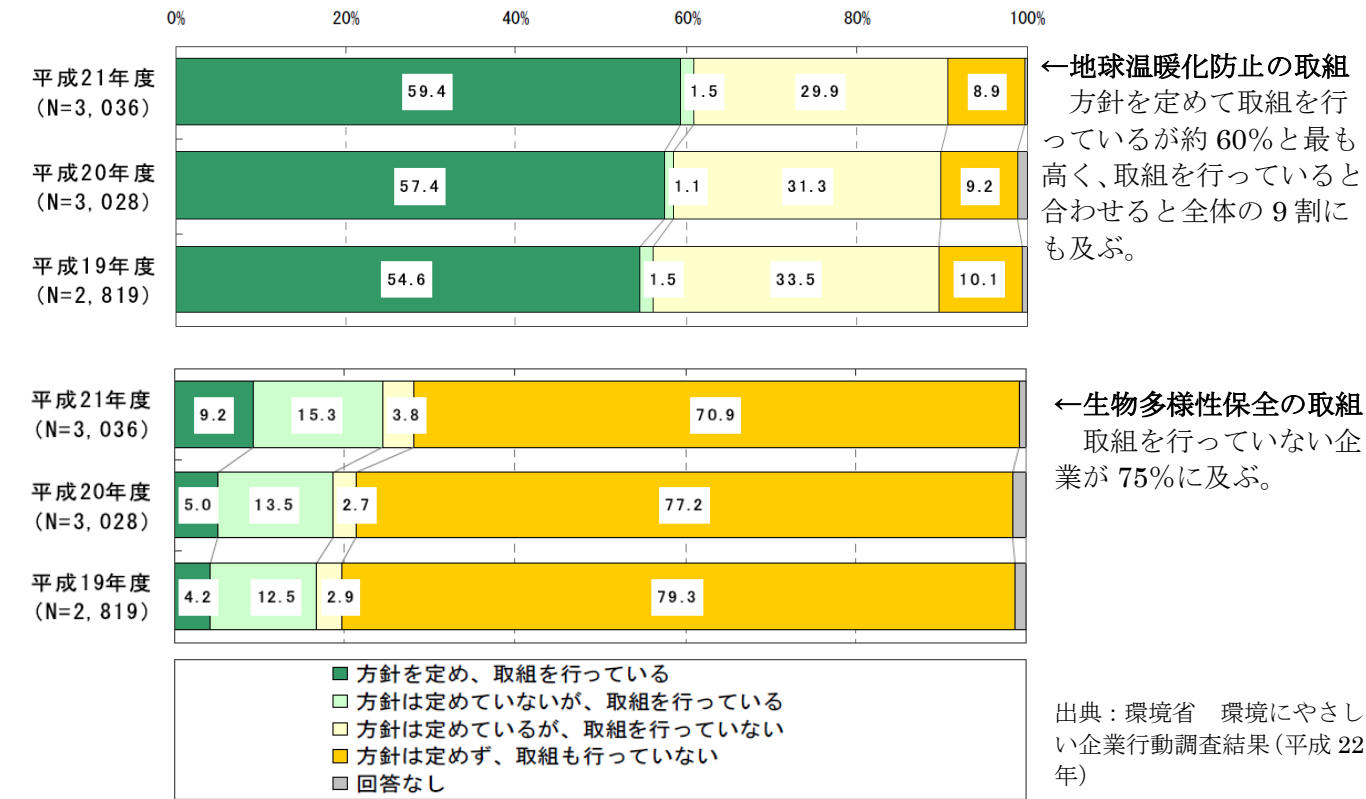 0% 20% 40% 60% 80% 100%
平成21年度
(N=3,036)
59.4 1.5 29.9 8.9
平成20年度
(N=3,028)
57.4 1.1 31.3 9.2
平成19年度
(N=2,819)
54.6 1.5 33.5 10.1
←地球温暖化防止の取組
方針を定めて取組を行
っているが約 60%と最も
高く、取組を行っていると
合わせると全体の 9 割に
も及ぶ。
平成21年度
(N=3,036)
9.2 15.3 3.8 70.9
平成20年度
(N=3,028)
5.0 13.5 2.7 77.2
平成19年度
(N=2,819)
4.2 12.5 2.9 79.3
←生物多様性保全の取組
取組を行っていない企
業が 75%に及ぶ。
方針を定め、取組を行っている
方針は定めていないが、取組を行っている
方針は定めているが、取組を行っていない
方針は定めず、取組も行っていない
回答なし
出典：環境省 環境にやさし
い企業行動調査結果(平成 22
年)